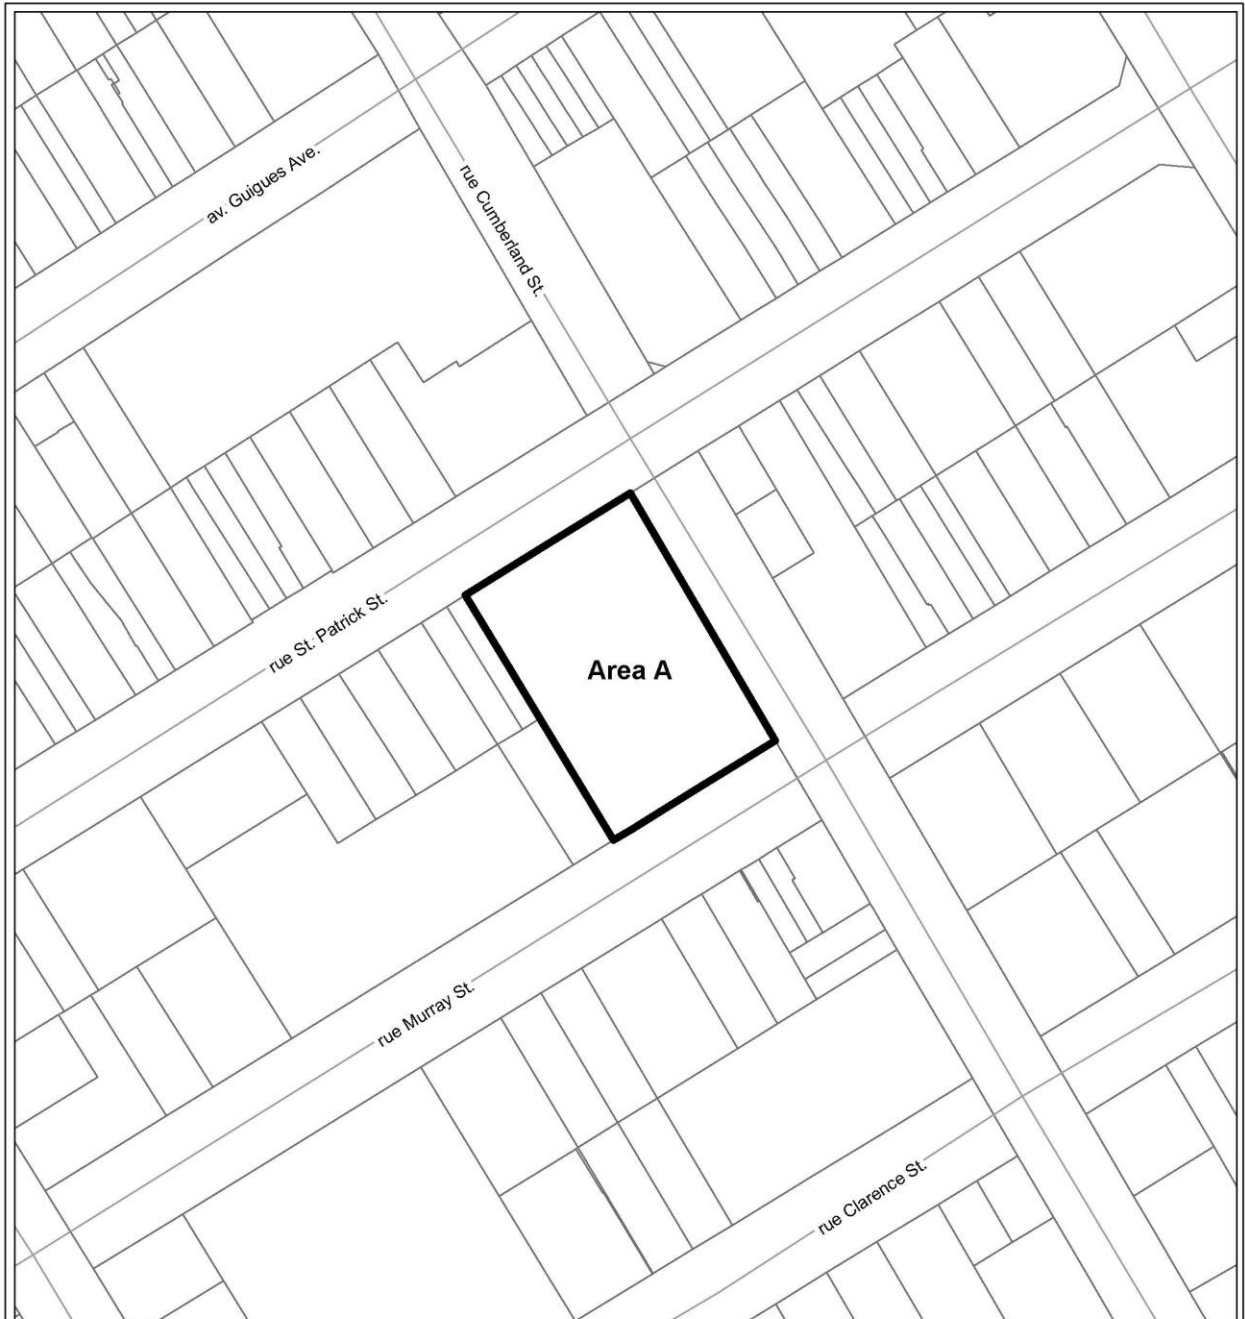 av. Guigues Ave.
rue Cumberland St.
rue St. Patrick St.
Area A
rue Murray St.
rue Clarence St.